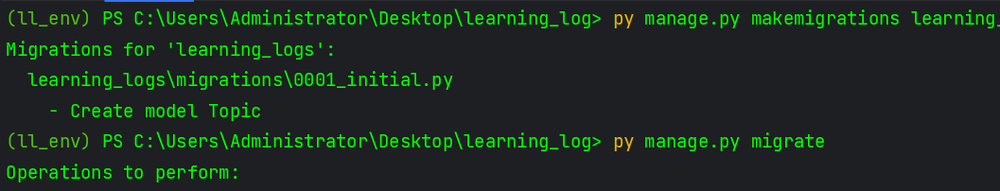 (ll_env) PS C:\Users\Administrator\Desktop\learning_log> py manage.py makemigrations learning_
Migrations for 'learning_logs':
  learning_logs\migrations\0001_initial.py
    - Create model Topic
(ll_env) PS C:\Users\Administrator\Desktop\learning_log> py manage.py migrate
Operations to perform: